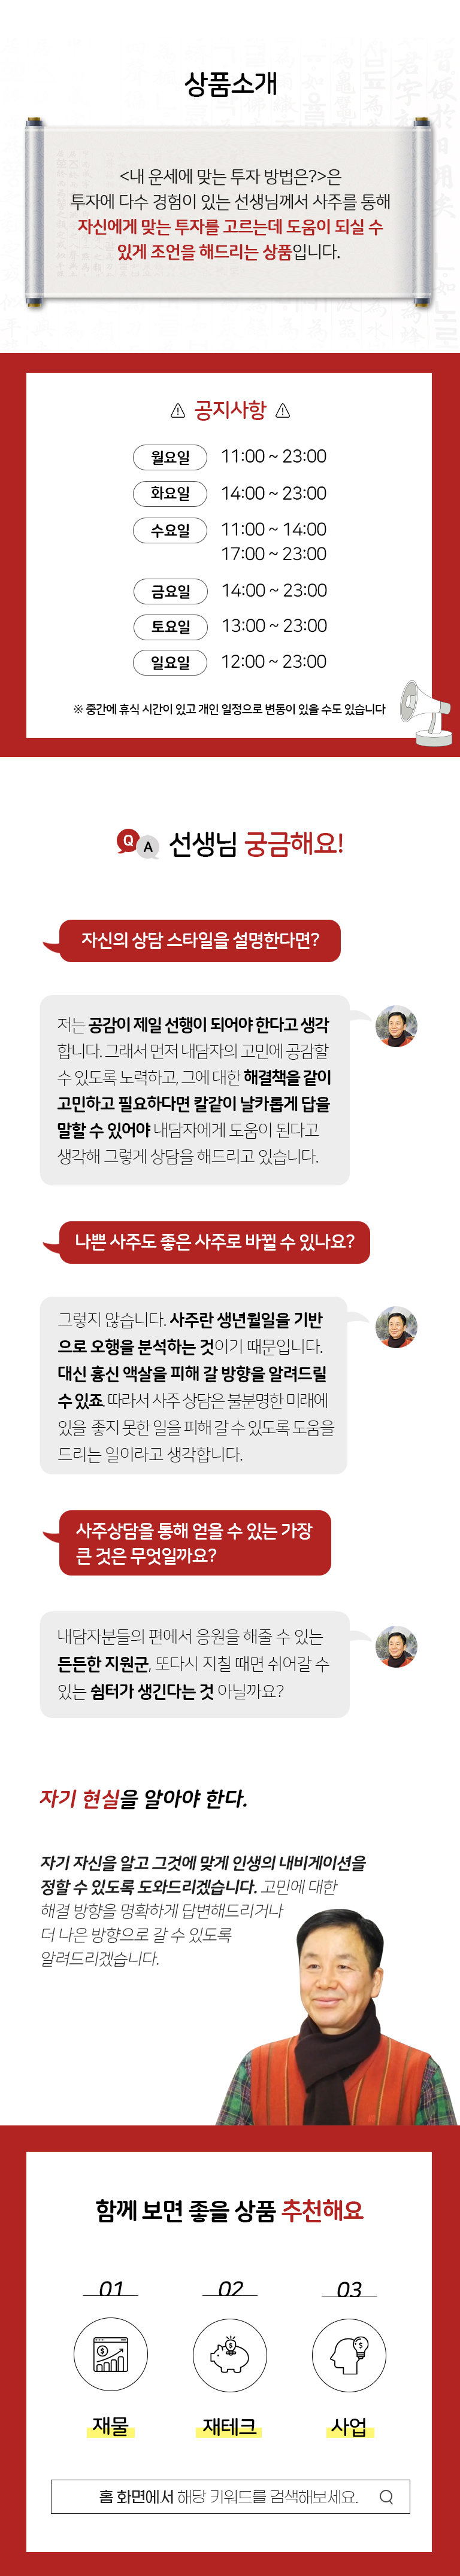 상품소개
<내 운세에 맞는 투자 방법은?>은
투자에 다수 경험이 있는 선생님께서 사주를 통해
자신에게 맞는 투자를 고르는데 도움이 되실 수
있게 조언을 해드리는 상품입니다.
공지사항
월요일 11:00 ~ 23:00
화요일 14:00 ~ 23:00
수요일 11:00 ~ 14:00
17:00 ~ 23:00
금요일 14:00 ~ 23:00
토요일 13:00 ~ 23:00
일요일 12:00 ~ 23:00
※ 중간에 휴식 시간이 있고 개인 일정으로 변동이 있을 수도 있습니다
Q A 선생님 궁금해요!
자신의 상담 스타일을 설명한다면?
저는 공감이 제일 선행이 되어야 한다고 생각
합니다. 그래서 먼저 내담자의 고민에 공감할
수 있도록 노력하고, 그에 대한 해결책을 같이
고민하고 필요하다면 칼같이 날카롭게 답을
말할 수 있어야 내담자에게 도움이 된다고
생각해 그렇게 상담을 해드리고 있습니다.
나쁜 사주도 좋은 사주로 바뀔 수 있나요?
그렇지 않습니다. 사주란 생년월일을 기반
으로 오행을 분석하는 것이기 때문입니다.
대신 흉신 액살을 피해 갈 방향을 알려드릴
수 있죠. 따라서 사주 상담은 불분명한 미래에
있을 좋지 못한 일을 피해 갈 수 있도록 도움을
드리는 일이라고 생각합니다.
사주상담을 통해 얻을 수 있는 가장
큰 것은 무엇일까요?
내담자분들의 편에서 응원을 해줄 수 있는
든든한 지원군, 또다시 지칠 때면 쉬어갈 수
있는 쉼터가 생긴다는 것 아닐까요?
자기 현실을 알아야 한다.
자기 자신을 알고 그것에 맞게 인생의 내비게이션을
정할 수 있도록 도와드리겠습니다. 고민에 대한
해결 방향을 명확하게 답변해드리거나
더 나은 방향으로 갈 수 있도록
알려드리겠습니다.
함께 보면 좋을 상품 추천해요
01 02 03
재물 재테크 사업
홈 화면에서 해당 키워드를 검색해보세요.